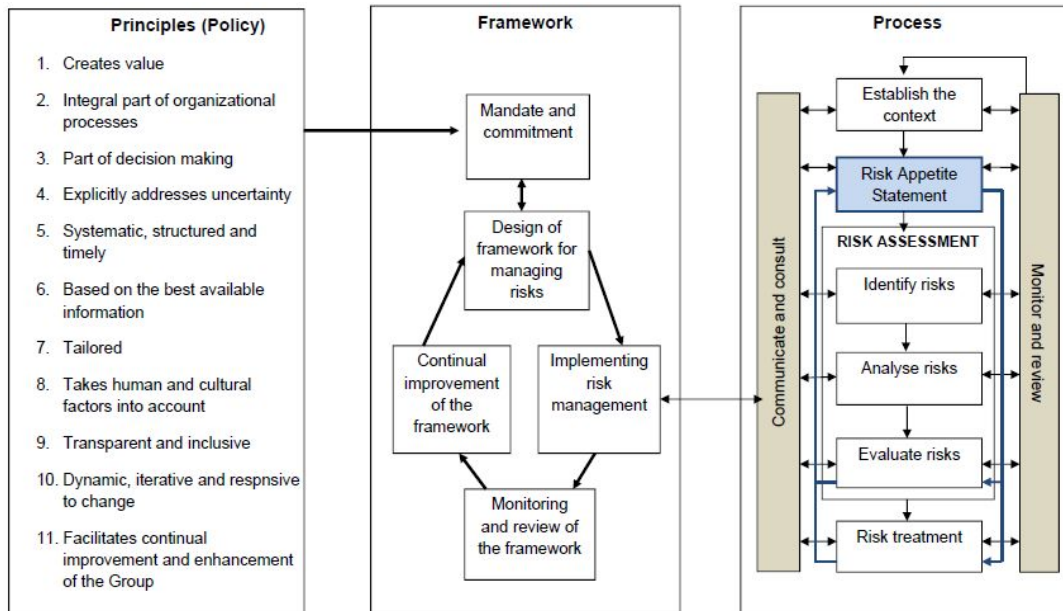 Principles (Policy)
1. Creates value
2. Integral part of organizational
processes
3. Part of decision making
4. Explicitly addresses uncertainty
5. Systematic, structured and
timely
6. Based on the best available
information
7. Tailored
8. Takes human and cultural
factors into account
9. Transparent and inclusive
10. Dynamic, iterative and respnsive
to change
11. Facilitates continual
improvement and enhancement
of the Group
Framework
Mandate and
commitment
Design of
framework for
managing
risks
Continual
improvement
of the
framework
Implementing
risk
management
Monitoring
and review of
the framework
Process
Communicate and consult
Establish the
context
Risk Appetite
Statement
RISK ASSESSMENT
Identify risks
Analyse risks
Evaluate risks
Risk treatment
Monitor and review